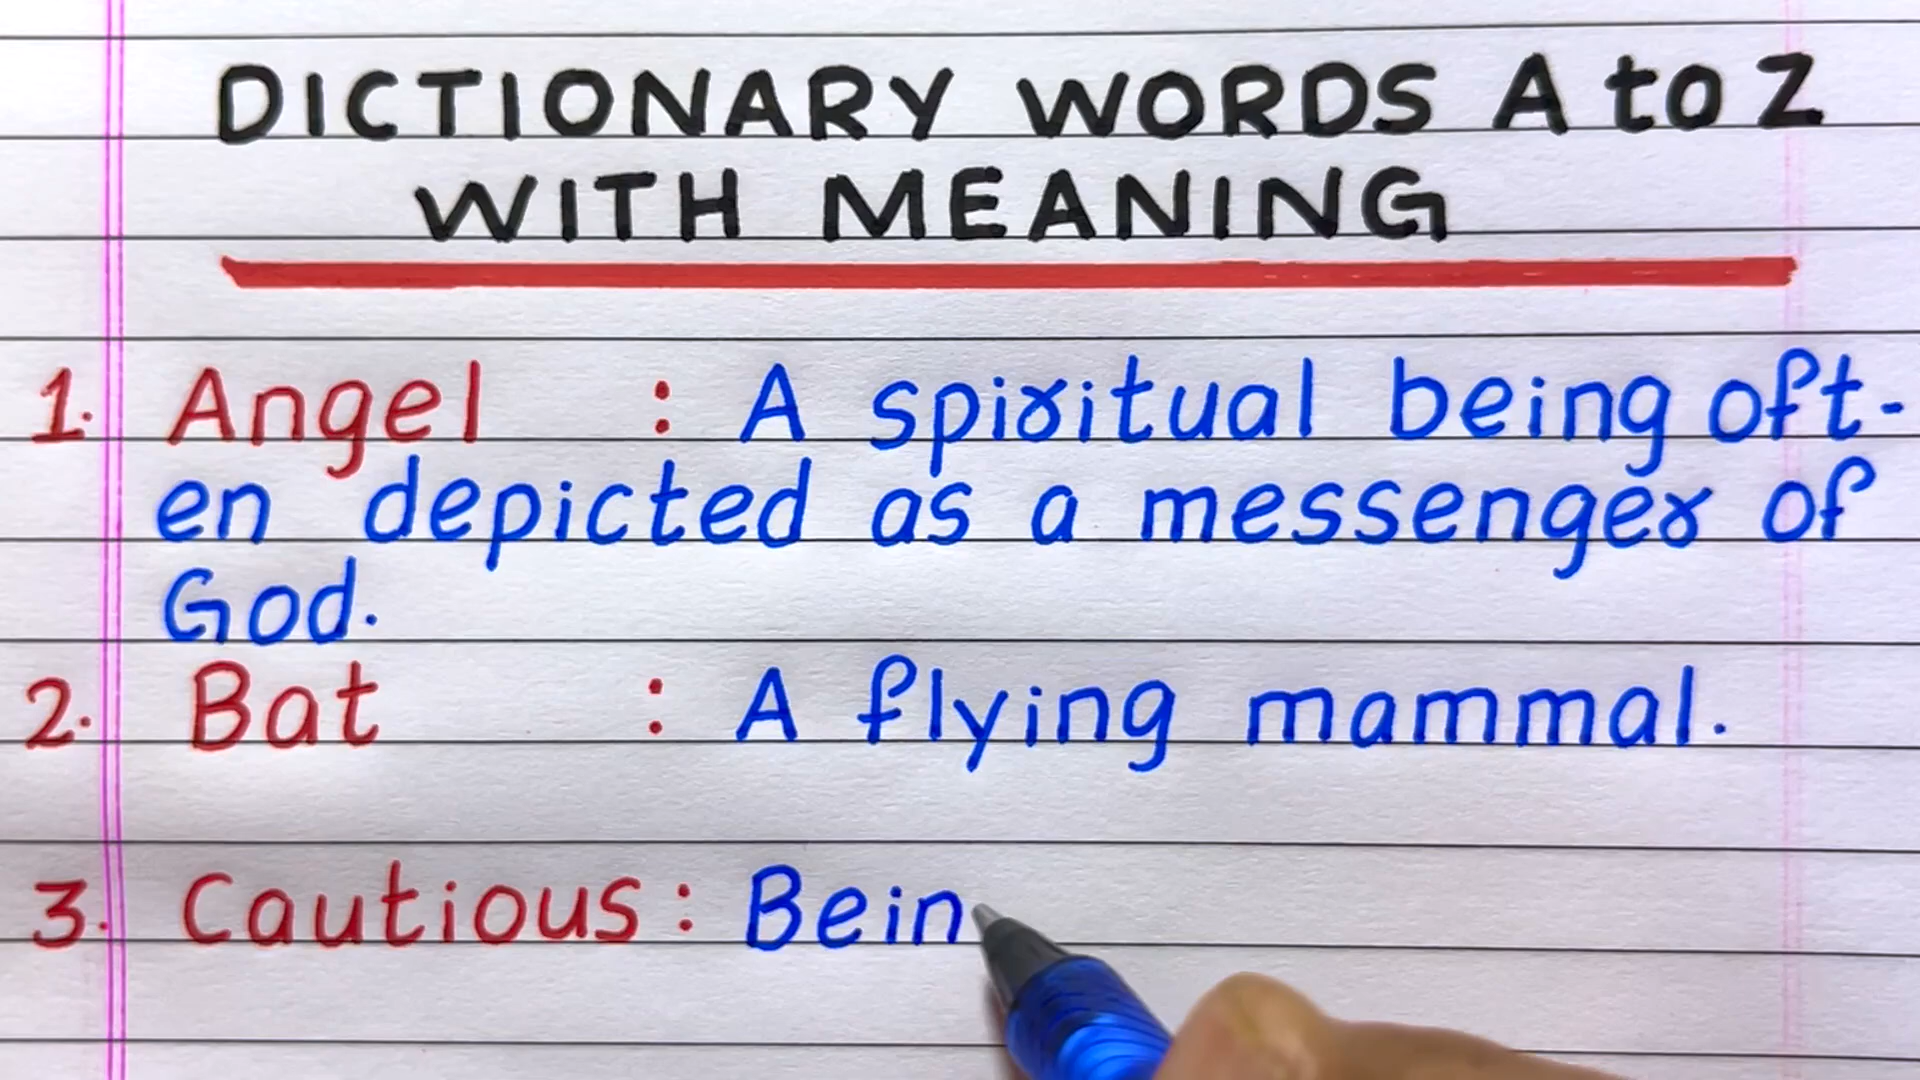 DICTIONARY WORDS A to Z
WITH MEANING
1. Angel : A spiritual being oft-
en depicted as a messenger of
God.
2. Bat : A flying mammal.
3. Cautious : Bein